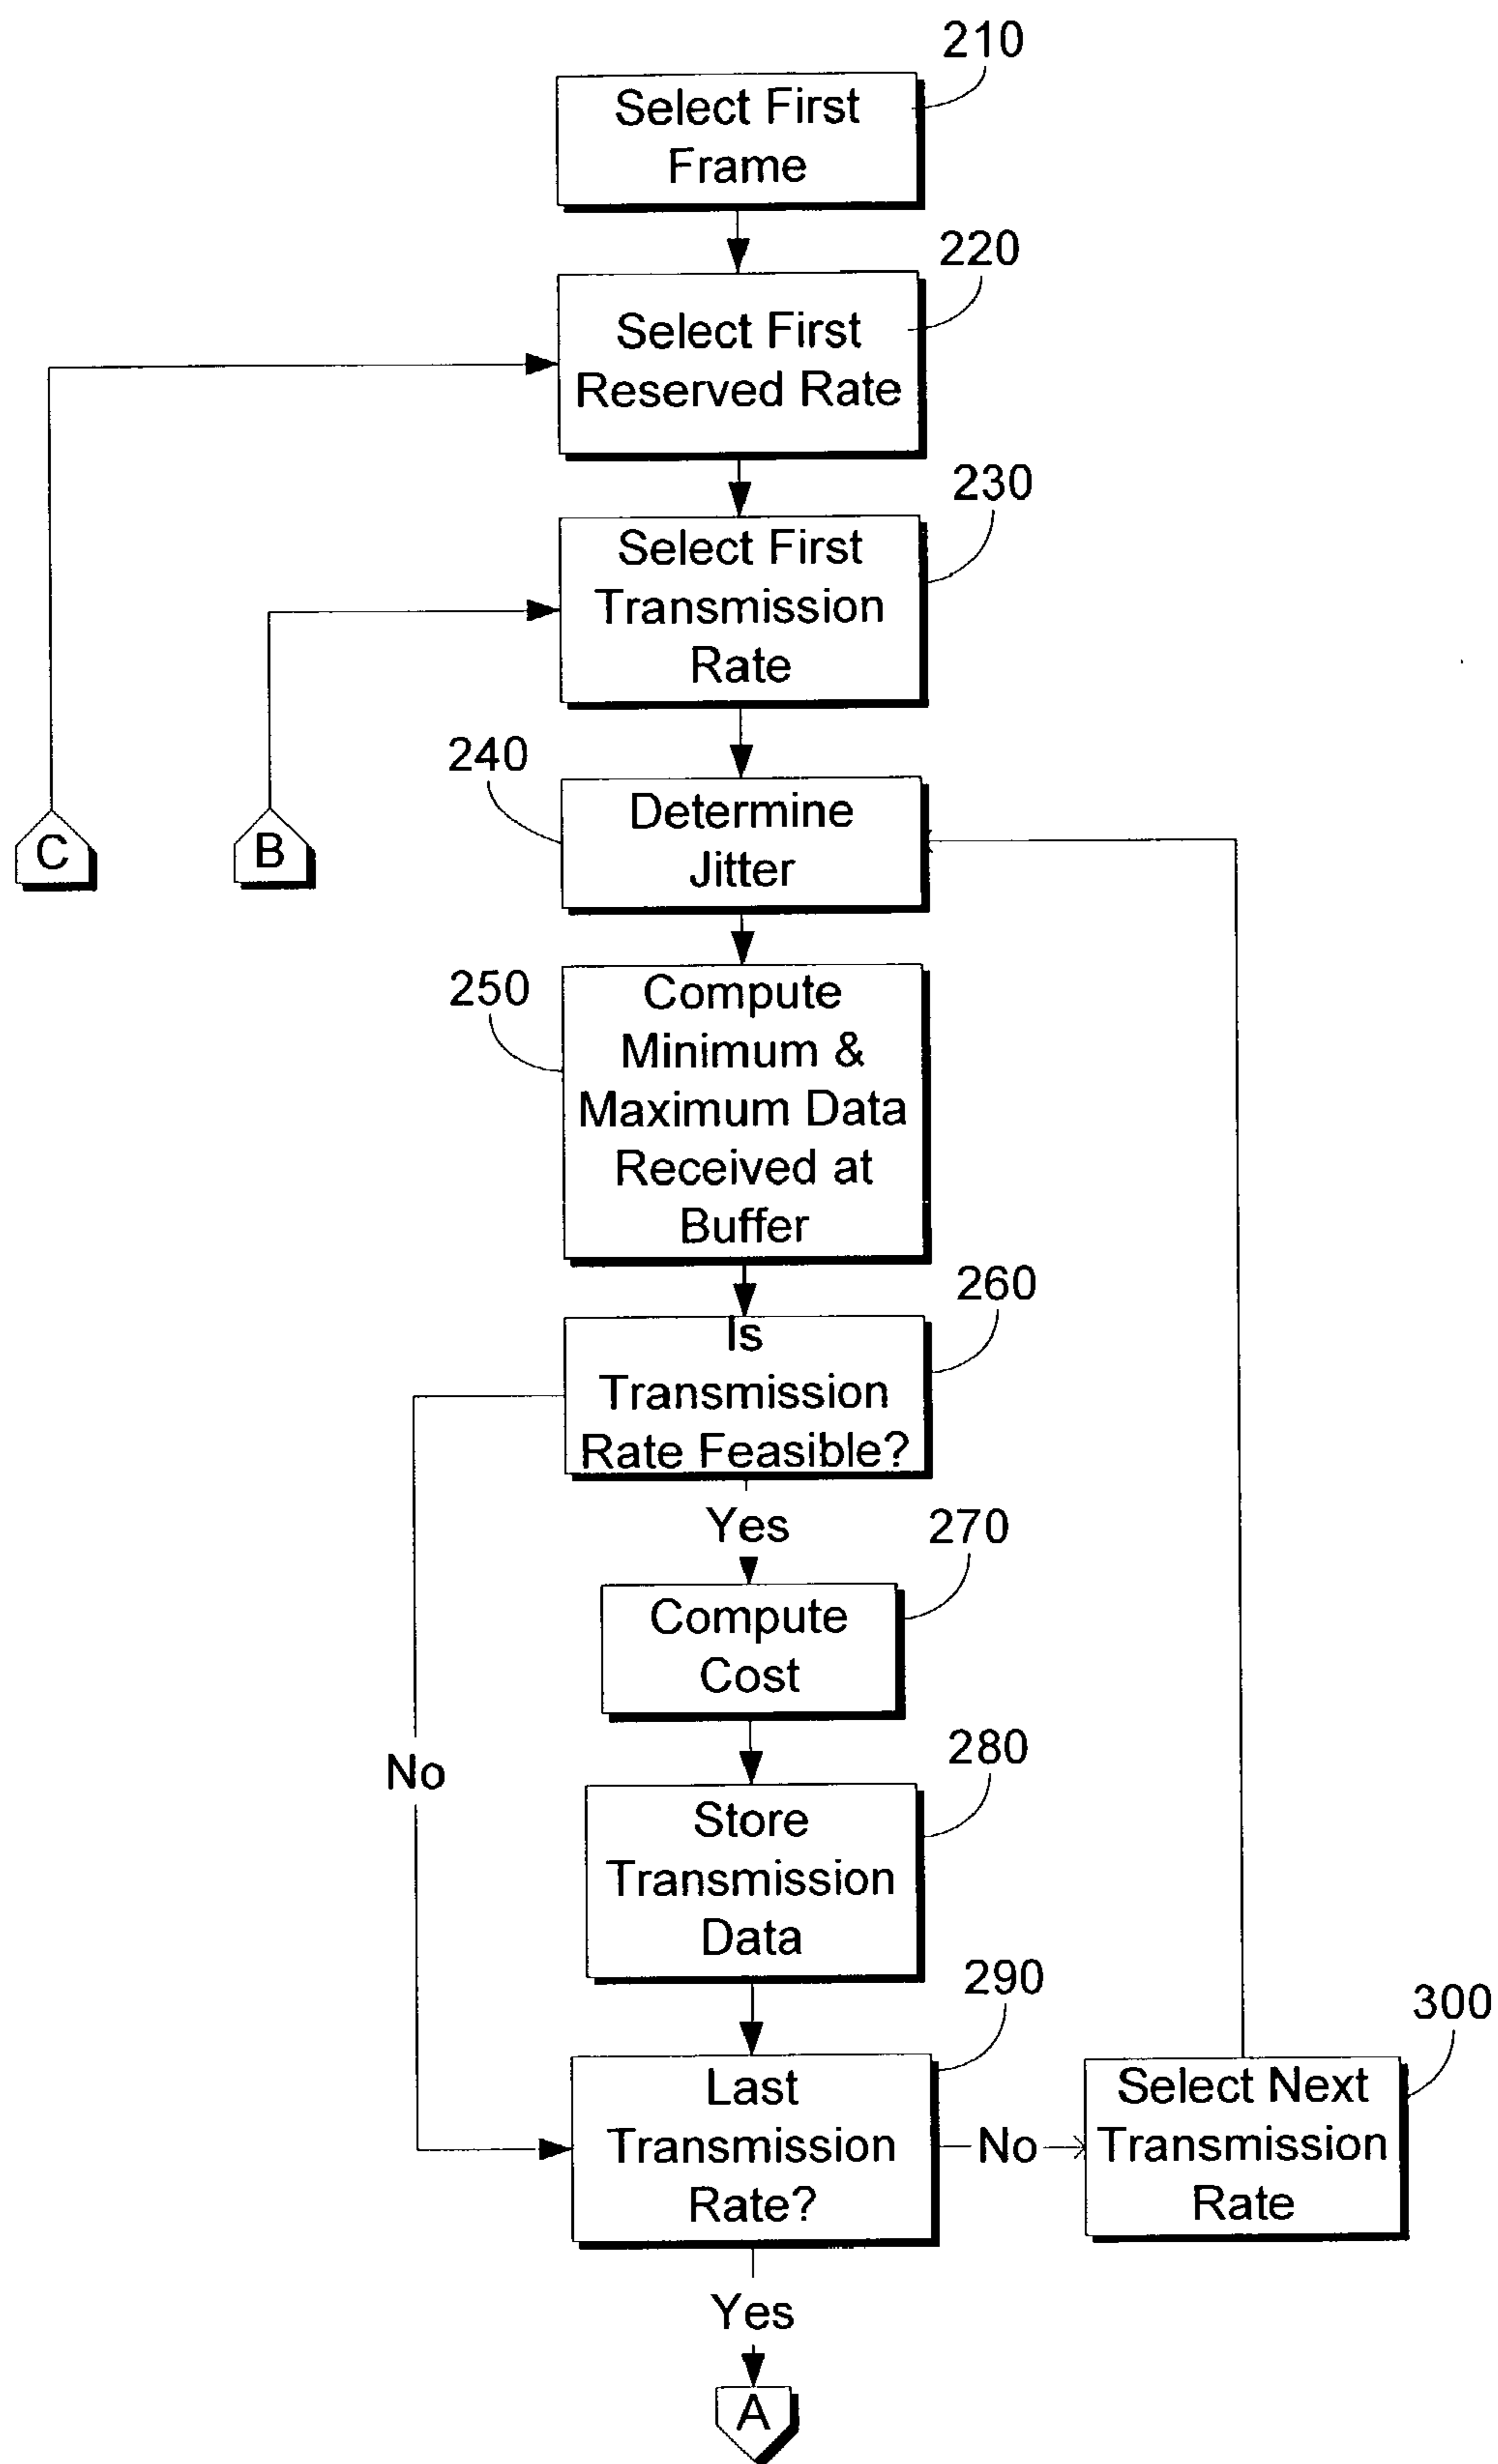 210
Select First
Frame
220
Select First
Reserved Rate
230
Select First
Transmission
Rate
240
Determine
Jitter
C
B
250
Compute
Minimum &
Maximum Data
Received at
Buffer
260
Is
Transmission
Rate Feasible?
Yes
270
Compute
Cost
No
280
Store
Transmission
Data
290
Last
Transmission
Rate?
No
300
Select Next
Transmission
Rate
Yes
A